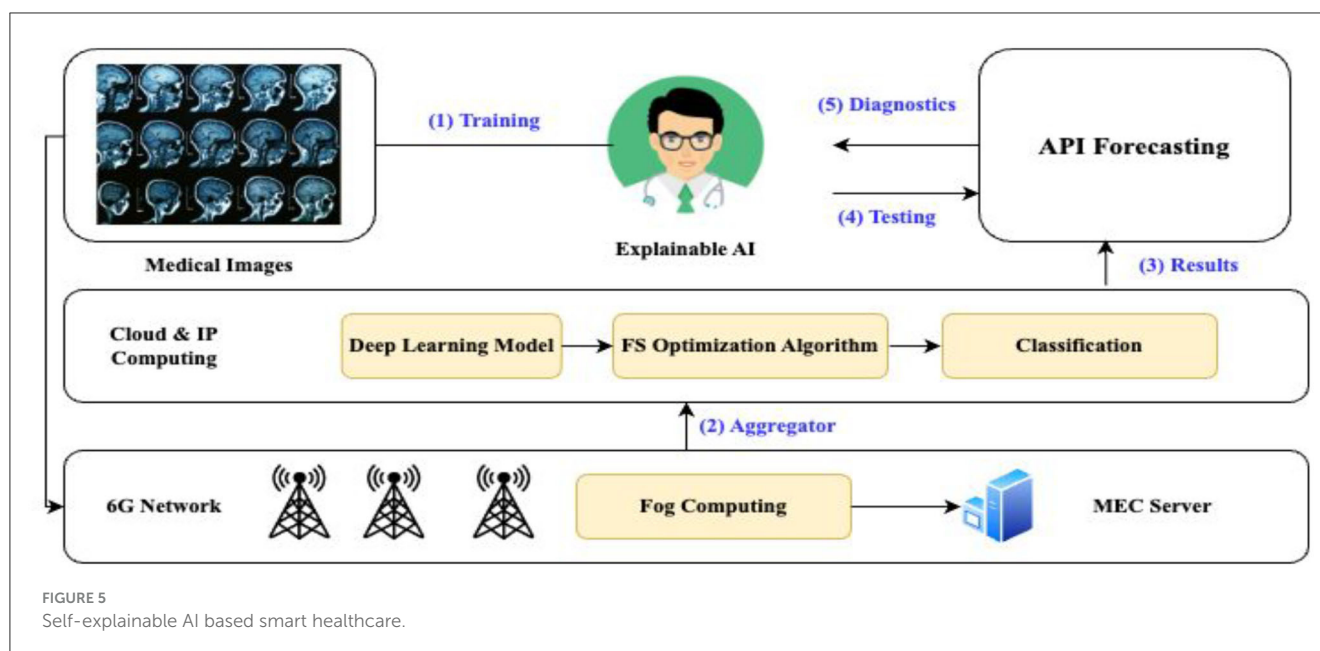 (1) Training
(5) Diagnostics
API Forecasting
(4) Testing
Medical Images
Explainable AI
(3) Results
Cloud & IP
Computing
Deep Learning Model
FS Optimization Algorithm
Classification
(2) Aggregator
6G Network
Fog Computing
MEC Server
FIGURE 5
Self-explainable AI based smart healthcare.